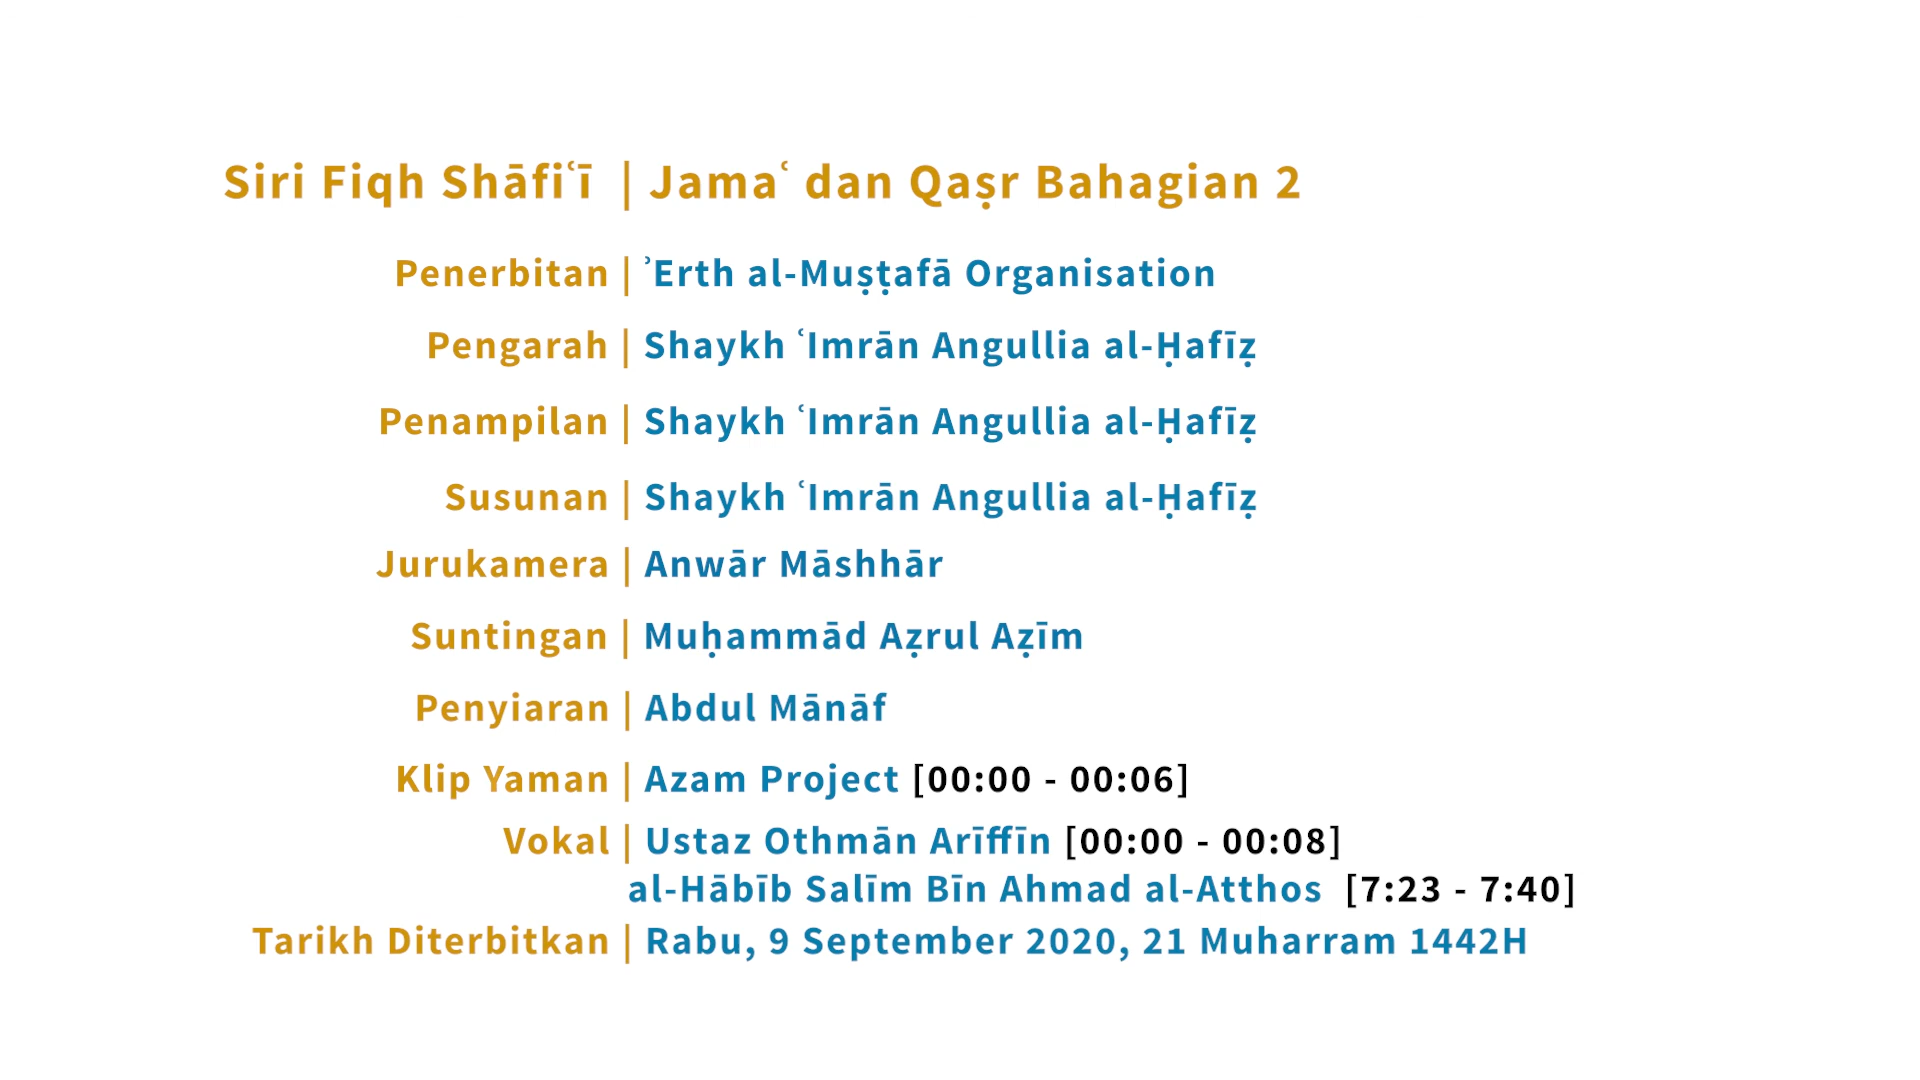 Siri Fiqh Shāfiʿī | Jamaʿ dan Qaṣr Bahagian 2
Penerbitan | ʾErth al-Muṣṭafā Organisation
Pengarah | Shaykh ʿImrān Angullia al-Ḥafīẓ
Penampilan | Shaykh ʿImrān Angullia al-Ḥafīẓ
Susunan | Shaykh ʿImrān Angullia al-Ḥafīẓ
Jurukamera | Anwār Māshhār
Suntingan | Muḥammād Aẓrul Aẓīm
Penyiaran | Abdul Mānāf
Klip Yaman | Azam Project [00:00 - 00:06]
Vokal | Ustaz Othmān Arīffīn [00:00 - 00:08]
al-Hābīb Salīm Bīn Ahmad al-Atthos [7:23 - 7:40]
Tarikh Diterbitkan | Rabu, 9 September 2020, 21 Muharram 1442H